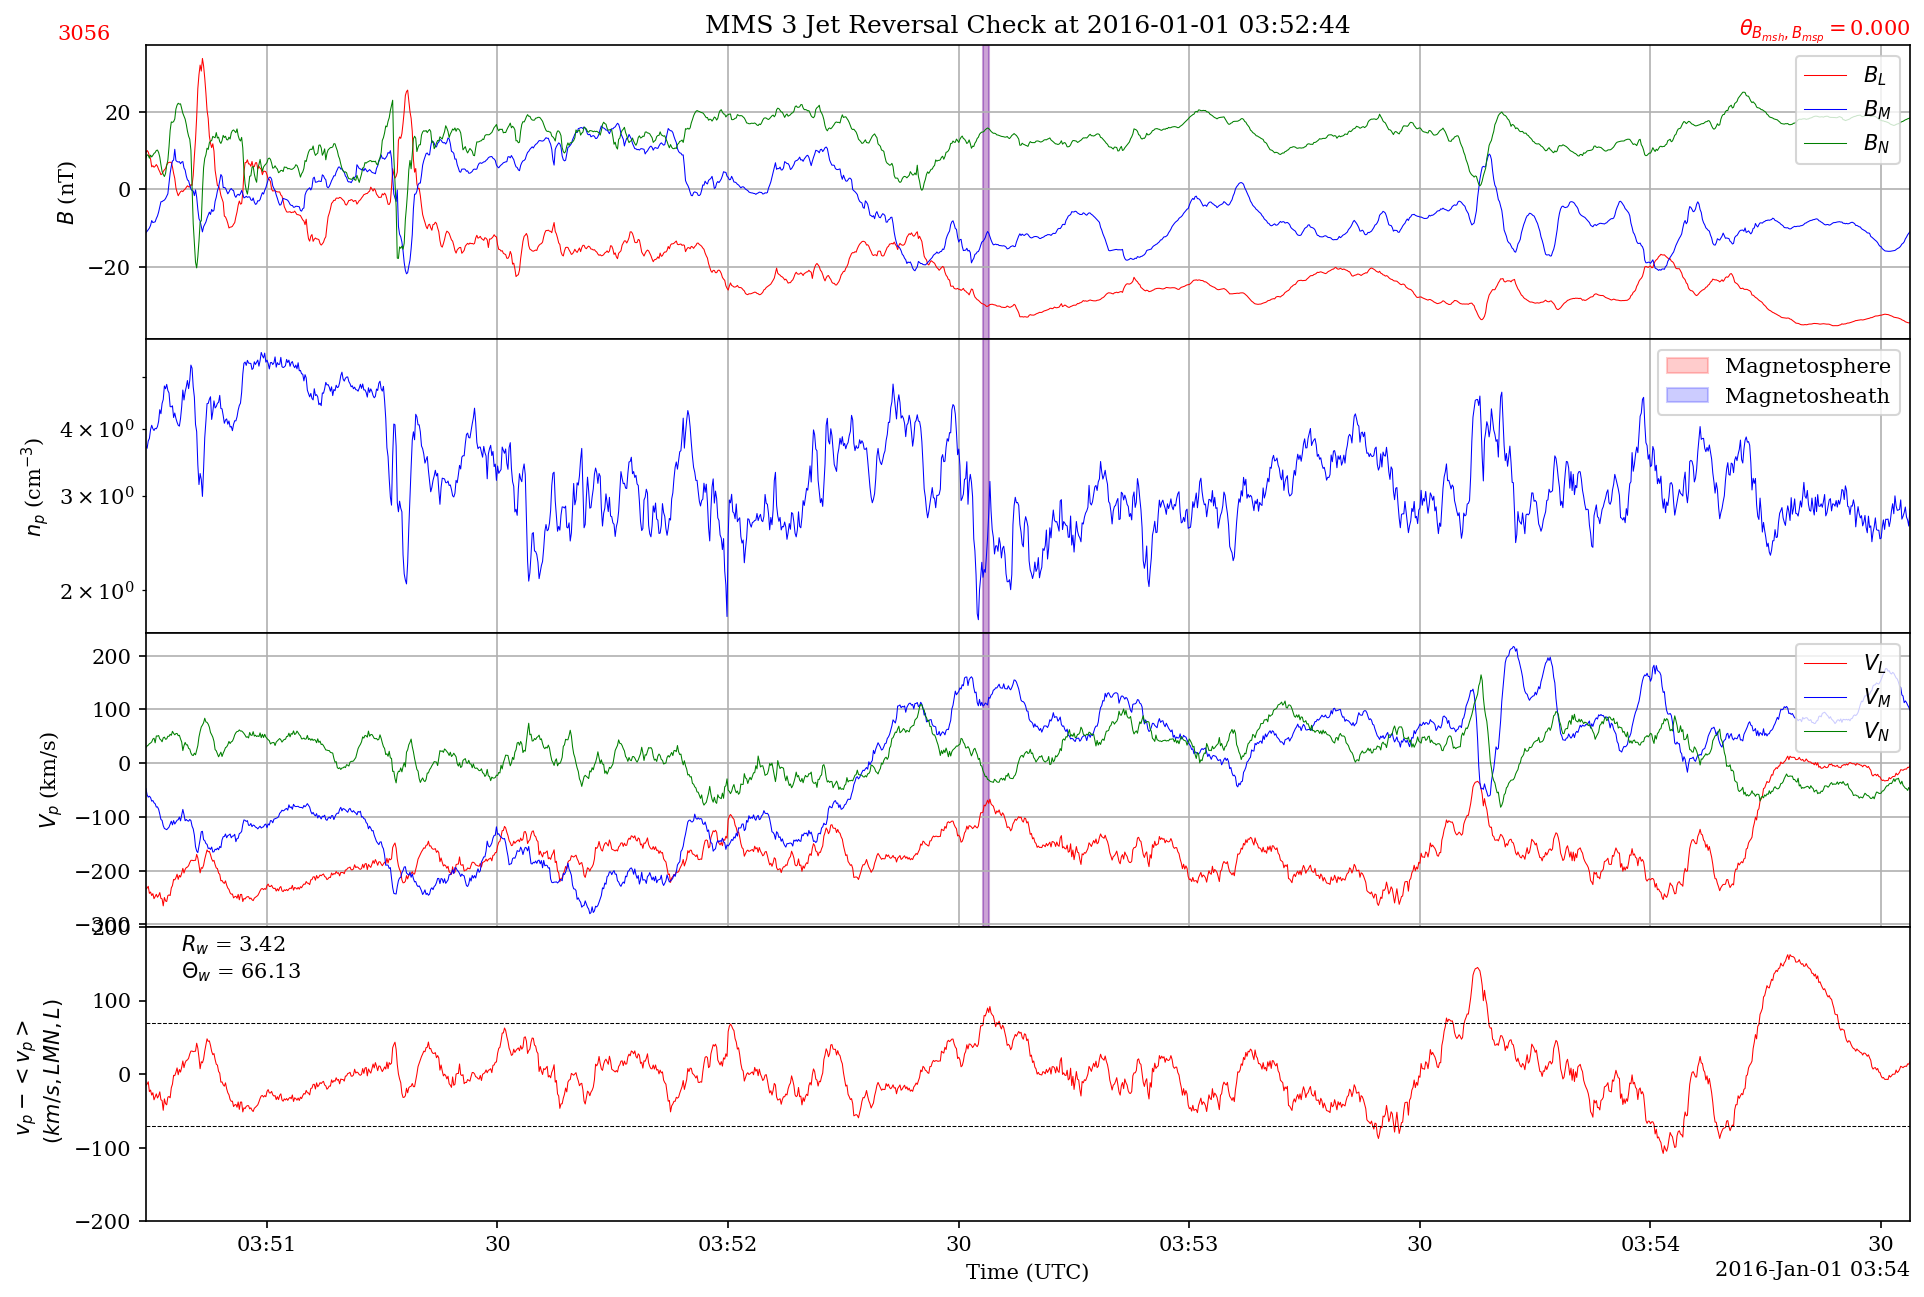 MMS 3 Jet Reversal Check at 2016-01-01 03:52:44
3056
θ_{B_{msh}, B_{msp}} = 0.000
B (nT)
20
0
−20
B_L
B_M
B_N
n_p (cm^{−3})
4 × 10^0
3 × 10^0
2 × 10^0
Magnetosphere
Magnetosheath
V_p (km/s)
200
100
0
−100
−200
−300
V_L
V_M
V_N
v_p − < v_p >
(km/s, LMN, L)
200
100
0
−100
−200
R_w = 3.42
Θ_w = 66.13
03:51 30 03:52 30 03:53 30 03:54 30
Time (UTC)
2016-Jan-01 03:54